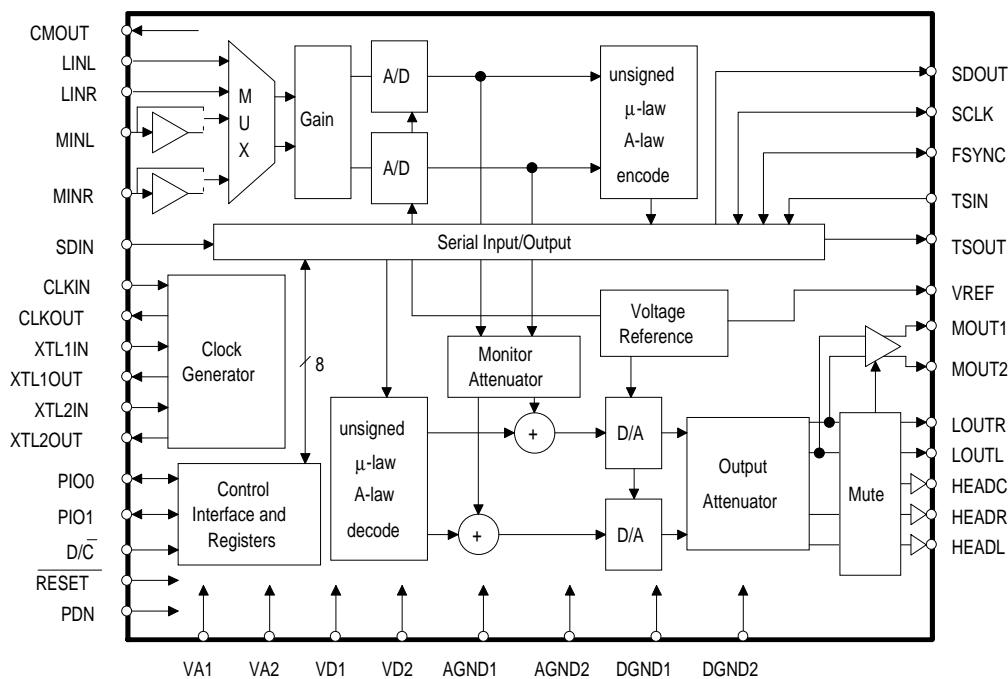 CMOUT
LINL
LINR
MINL
MINR
SDIN
CLKIN
CLKOUT
XTL1IN
XTL1OUT
XTL2IN
XTL2OUT
PIO0
PIO1
D/C̅
R̅E̅S̅E̅T̅
PDN
M
U
X
Gain
A/D
A/D
unsigned
μ-law
A-law
encode
Serial Input/Output
Clock
Generator
8
Voltage
Reference
Monitor
Attenuator
unsigned
μ-law
A-law
decode
+
+
D/A
D/A
Output
Attenuator
Mute
Control
Interface and
Registers
SDOUT
SCLK
FSYNC
TSIN
TSOUT
VREF
MOUT1
MOUT2
LOUTR
LOUTL
HEADC
HEADR
HEADL
VA1
VA2
VD1
VD2
AGND1
AGND2
DGND1
DGND2